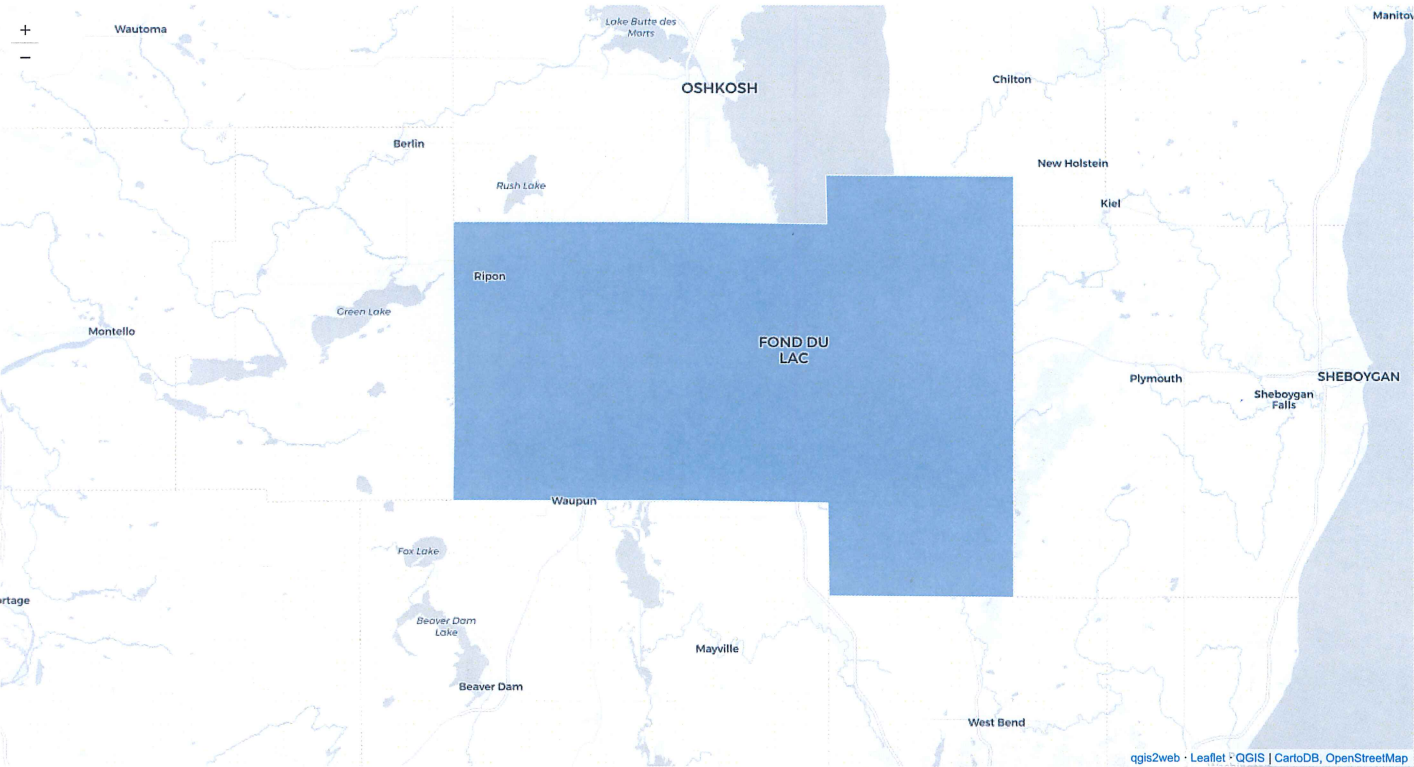 +
−
Wautoma
Lake Butte des
Morts
Manitow
OSHKOSH
Chilton
Berlin
New Holstein
Rush Lake
Kiel
Ripon
Green Lake
Montello
FOND DU
LAC
Plymouth
SHEBOYGAN
Sheboygan
Falls
Waupun
Fox Lake
ortage
Beaver Dam
Lake
Mayville
Beaver Dam
West Bend
qgis2web · Leaflet · QGIS | CartoDB, OpenStreetMap